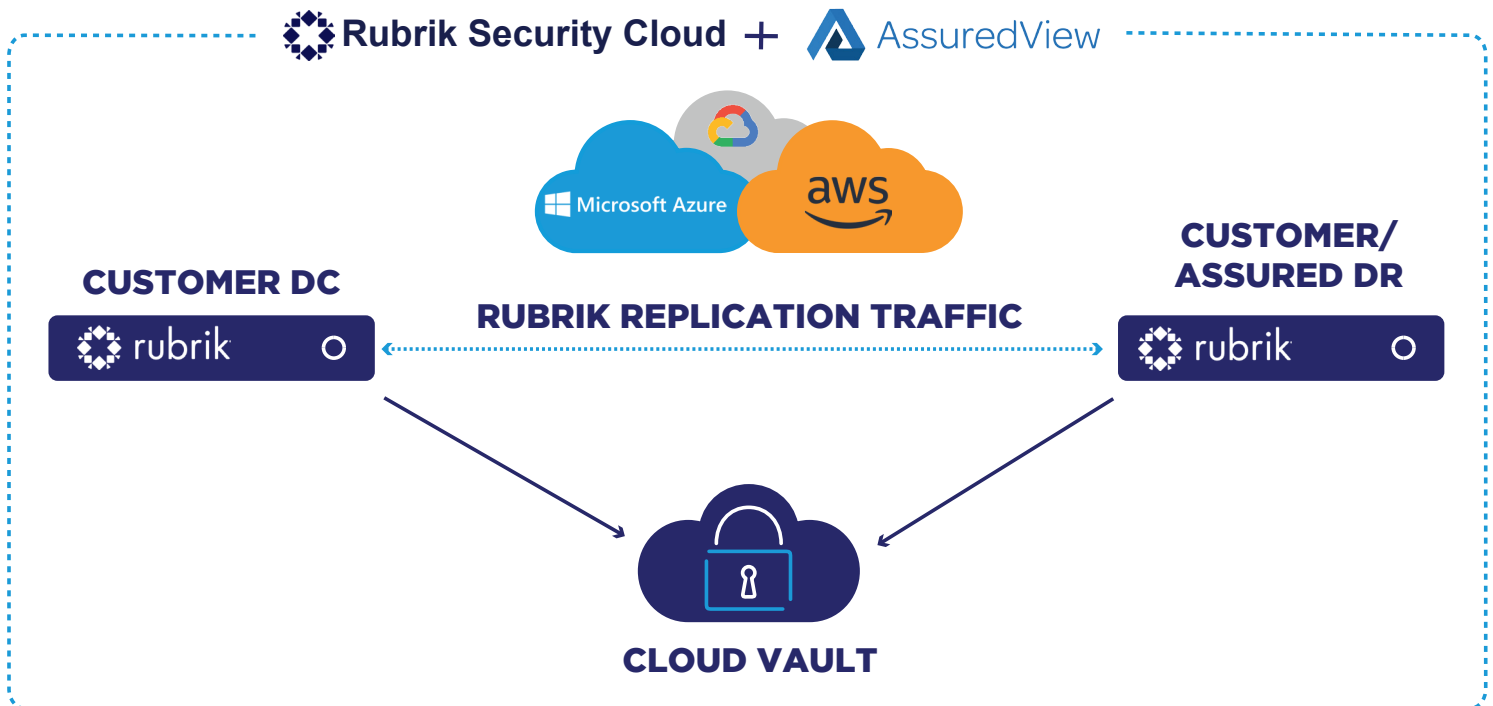 Rubrik Security Cloud + AssuredView
Microsoft Azure
aws
CUSTOMER DC
CUSTOMER/
ASSURED DR
RUBRIK REPLICATION TRAFFIC
rubrik
rubrik
CLOUD VAULT